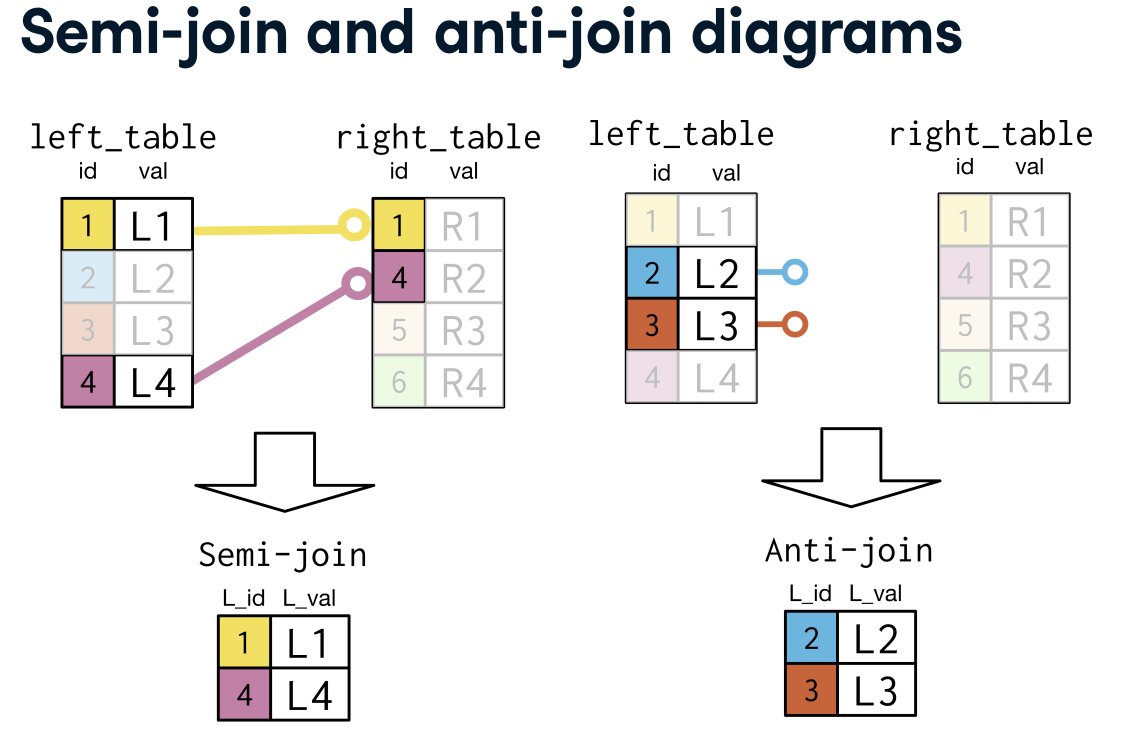 Semi-join and anti-join diagrams
left_table right_table
id val id val
1 L1 1 R1
2 L2 4 R2
3 L3 5 R3
4 L4 6 R4
Semi-join
L_id L_val
1 L1
4 L4
left_table right_table
id val id val
1 L1 1 R1
2 L2 4 R2
3 L3 5 R3
4 L4 6 R4
Anti-join
L_id L_val
2 L2
3 L3